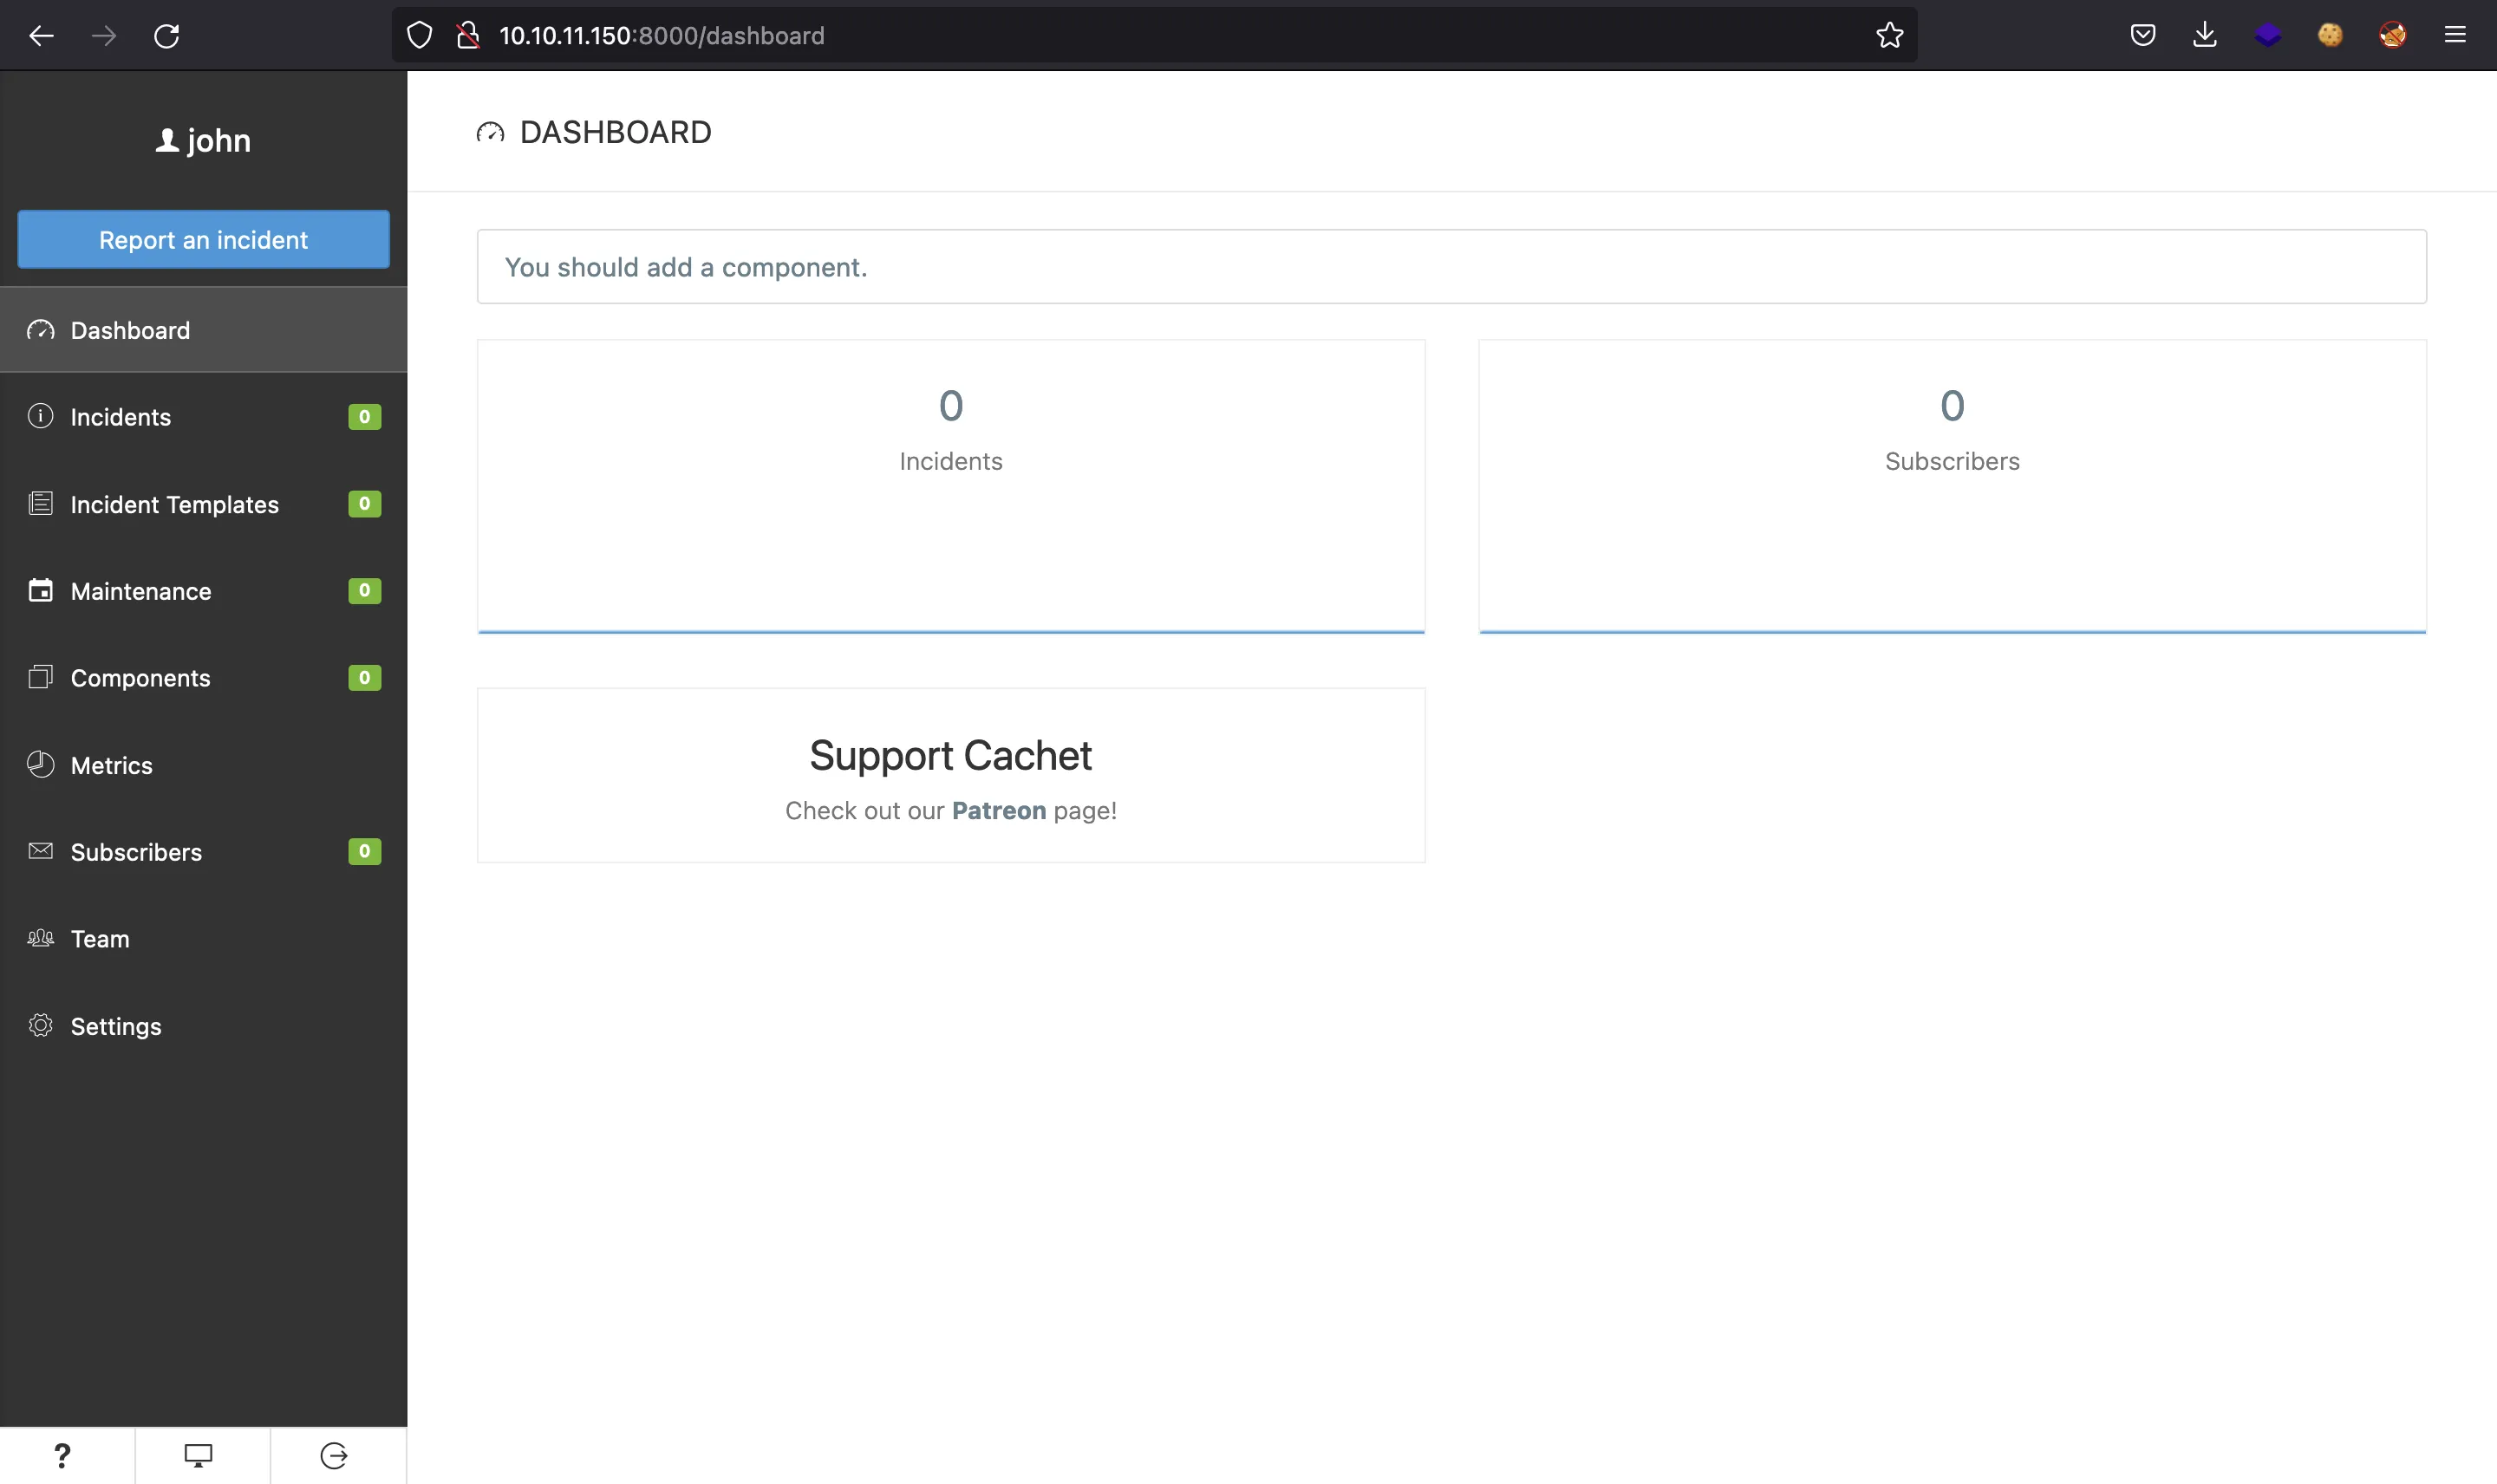 10.10.11.150:8000/dashboard
john
Report an incident
Dashboard
Incidents 0
Incident Templates 0
Maintenance 0
Components 0
Metrics
Subscribers 0
Team
Settings
?
DASHBOARD
You should add a component.
0
Incidents
0
Subscribers
Support Cachet
Check out our Patreon page!